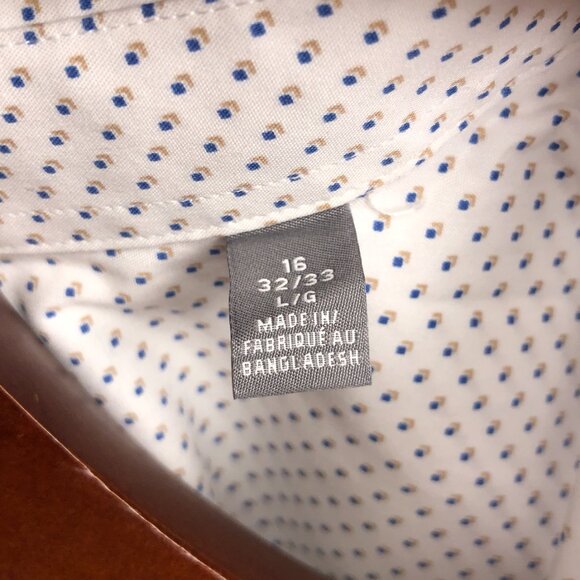 16
32/33
L/G
MADE IN/
FABRIQUÉ AU
BANGLADESH